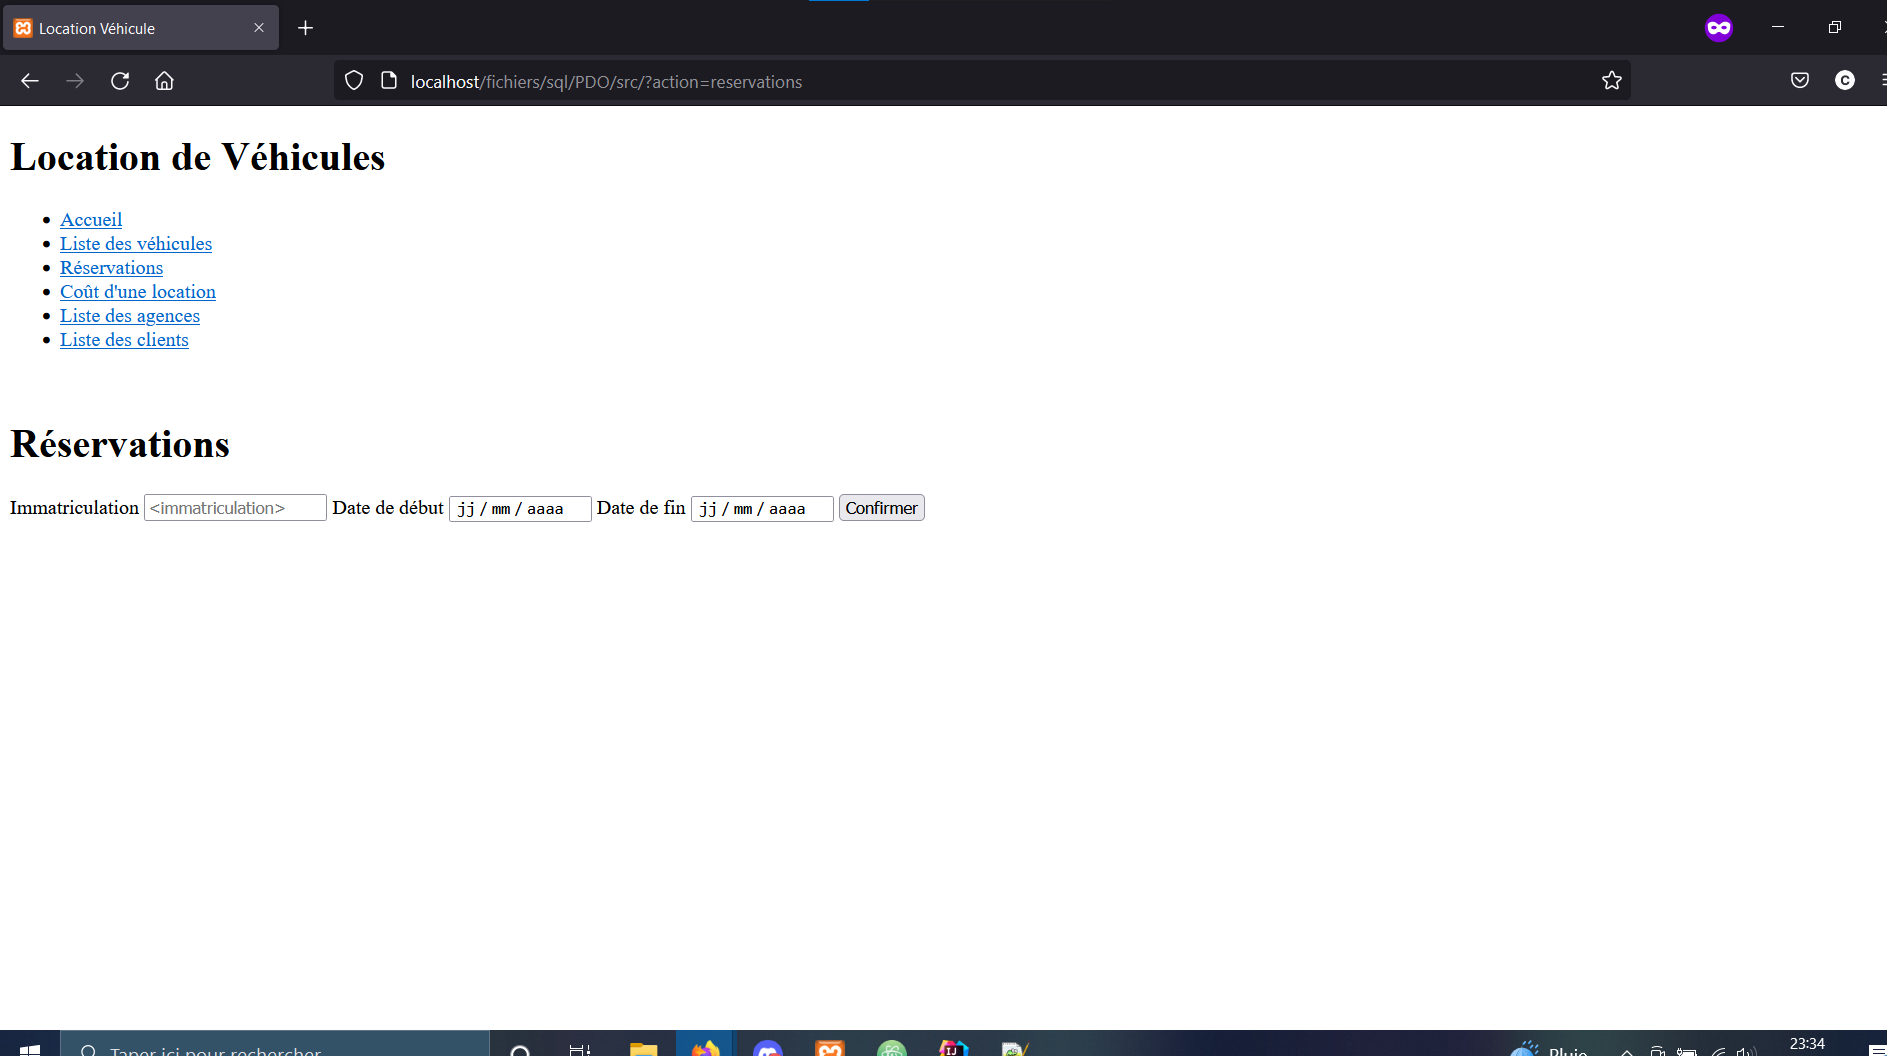 Location Véhicule
localhost/fichiers/sql/PDO/src/?action=reservations
Location de Véhicules
Accueil
Liste des véhicules
Réservations
Coût d'une location
Liste des agences
Liste des clients
Réservations
Immatriculation <immatriculation> Date de début jj/mm/aaaa Date de fin jj/mm/aaaa Confirmer
Taper ici pour rechercher
Pluie
23:34